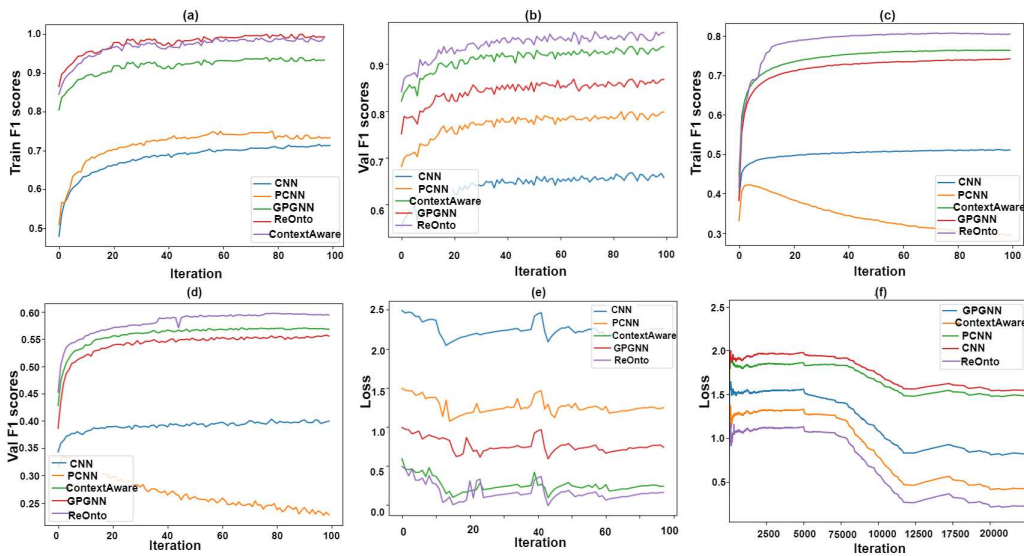 (a)
Train F1 scores
1.0
0.9
0.8
0.7
0.6
0.5
CNN
PCNN
GPGNN
ReOnto
ContextAware
0 20 40 60 80 100
Iteration
(b)
Val F1 scores
0.9
0.8
0.7
0.6
CNN
PCNN
ContextAware
GPGNN
ReOnto
0 20 40 60 80 100
Iteration
(c)
Train F1 scores
0.8
0.7
0.6
0.5
0.4
0.3
CNN
PCNN
ContextAware
GPGNN
ReOnto
0 20 40 60 80 100
Iteration
(d)
Val F1 scores
0.60
0.55
0.50
0.45
0.40
0.35
0.30
0.25
CNN
PCNN
ContextAware
GPGNN
ReOnto
0 20 40 60 80 100
Iteration
(e)
Loss
2.5
2.0
1.5
1.0
0.5
0.0
CNN
PCNN
ContextAware
GPGNN
ReOnto
0 20 40 60 80 100
Iteration
(f)
Loss
2.5
2.0
1.5
1.0
0.5
GPGNN
ContextAware
PCNN
CNN
ReOnto
2500 5000 75000 10000 12500 15000 17500 20000
Iteration